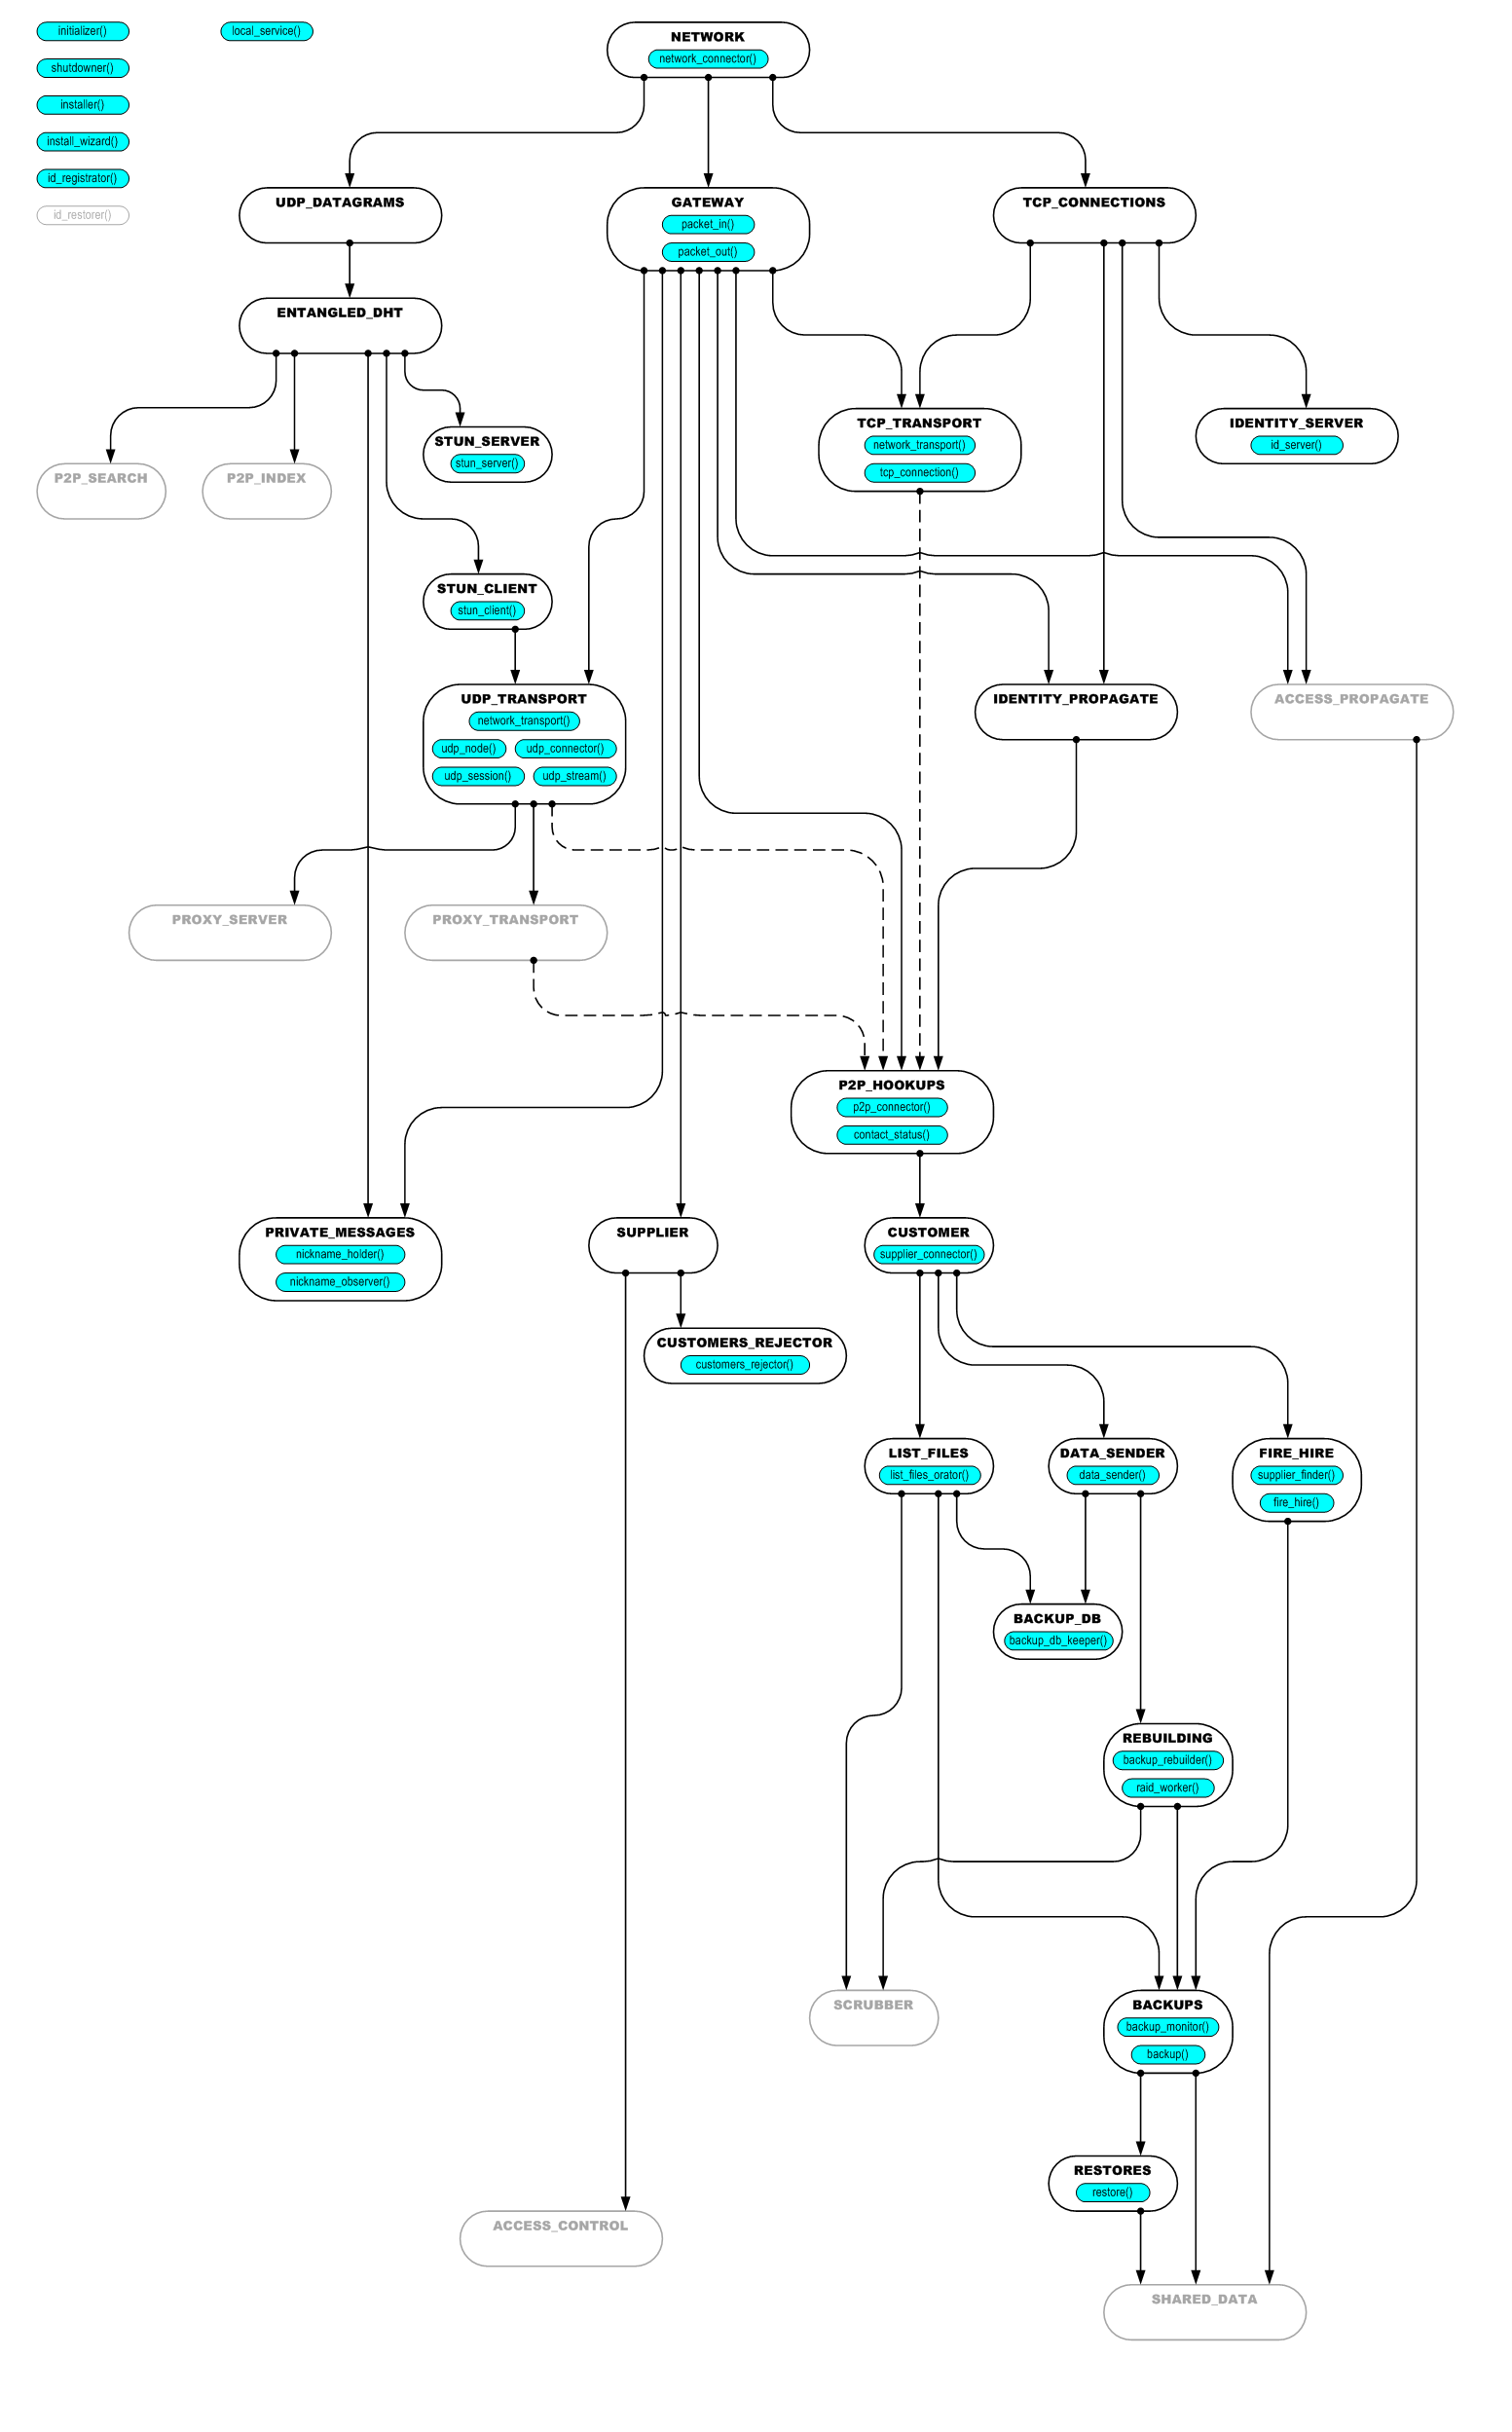 initializer()
local_service()
shutdowner()
installer()
install_wizard()
id_registrator()
id_restorer()
NETWORK
network_connector()
UDP_DATAGRAMS
GATEWAY
packet_in()
packet_out()
TCP_CONNECTIONS
ENTANGLED_DHT
TCP_TRANSPORT
network_transport()
tcp_connection()
IDENTITY_SERVER
id_server()
STUN_SERVER
stun_server()
P2P_SEARCH
P2P_INDEX
STUN_CLIENT
stun_client()
UDP_TRANSPORT
network_transport()
udp_node()
udp_connector()
udp_session()
udp_stream()
IDENTITY_PROPAGATE
ACCESS_PROPAGATE
PROXY_SERVER
PROXY_TRANSPORT
P2P_HOOKUPS
p2p_connector()
contact_status()
PRIVATE_MESSAGES
nickname_holder()
nickname_observer()
SUPPLIER
CUSTOMER
supplier_connector()
CUSTOMERS_REJECTOR
customers_rejector()
LIST_FILES
list_files_orator()
DATA_SENDER
data_sender()
FIRE_HIRE
supplier_finder()
fire_hire()
BACKUP_DB
backup_db_keeper()
REBUILDING
backup_rebuilder()
raid_worker()
SCRUBBER
BACKUPS
backup_monitor()
backup()
RESTORES
restore()
ACCESS_CONTROL
SHARED_DATA